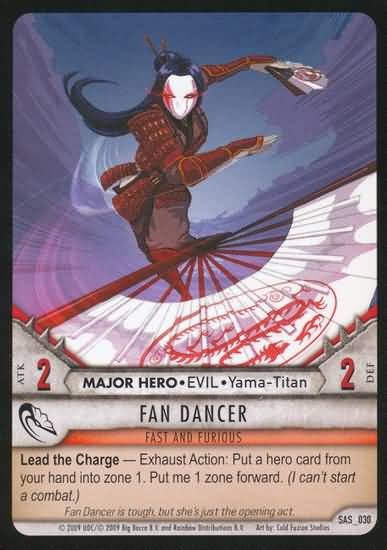 ATK
2
MAJOR HERO•EVIL•Yama-Titan
2
DEF
FAN DANCER
FAST AND FURIOUS
Lead the Charge — Exhaust Action: Put a hero card from
your hand into zone 1. Put me 1 zone forward. (I can't start
a combat.)
Fan Dancer is tough, but she's just the opening act.
SAS_030
© 2009 UDC/© 2009 Big Bocca B.V. and Rainbow Distributions B.V.
Art by: Cold Fusion Studios